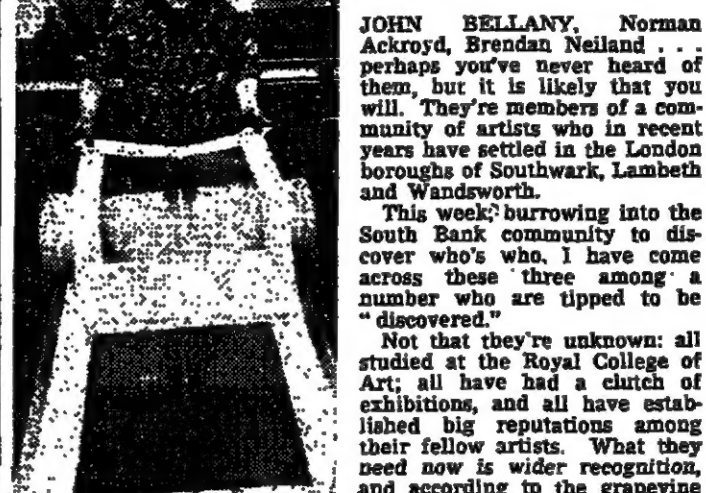 JOHN BELLANY, Norman
Ackroyd, Brendan Neiland . . .
perhaps you've never heard of
them, but it is likely that you
will. They're members of a com-
munity of artists who in recent
years have settled in the London
boroughs of Southwark, Lambeth
and Wandsworth.
This week, burrowing into the
South Bank community to dis-
cover who's who, I have come
across these three among a
number who are tipped to be
"discovered."
Not that they're unknown: all
studied at the Royal College of
Art; all have had a clutch of
exhibitions, and all have estab-
lished big reputations among
their fellow artists. What they
need now is wider recognition,
and according to the grapevine